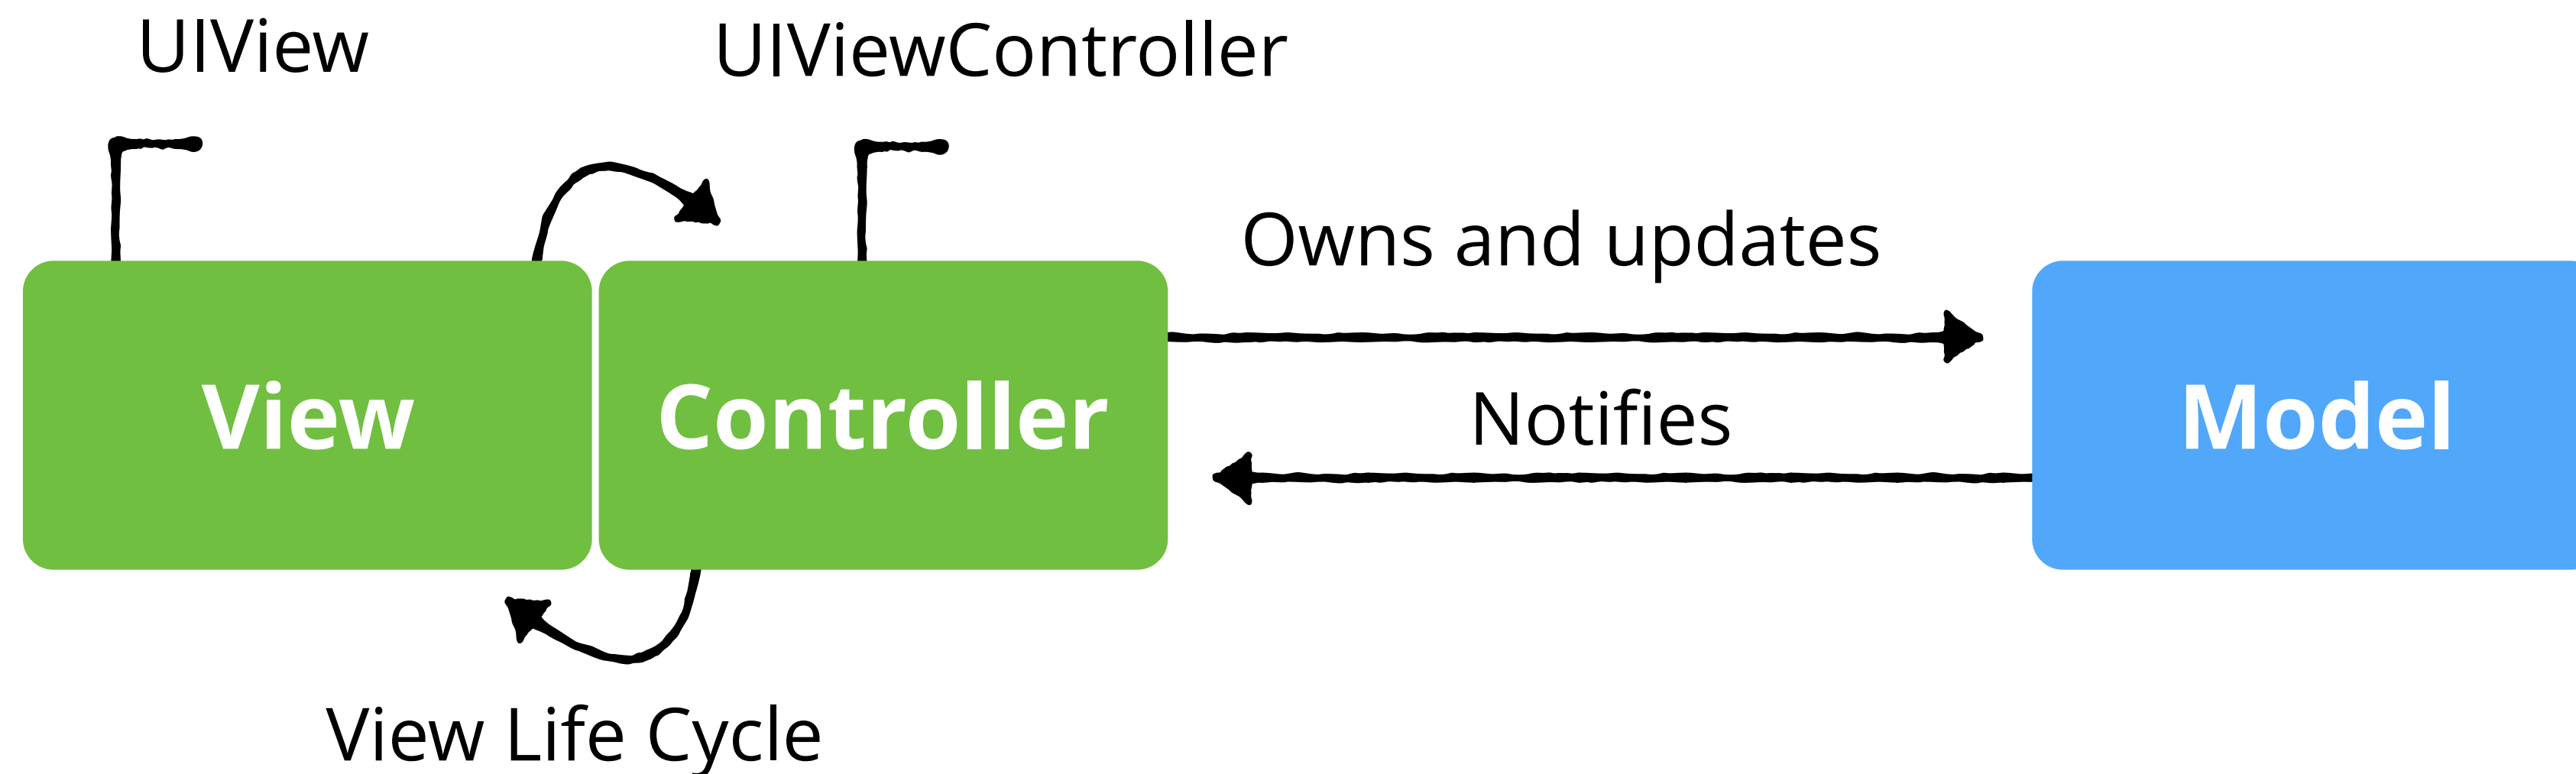 UIView
UIViewController
Owns and updates
View
Controller
Notifies
Model
View Life Cycle